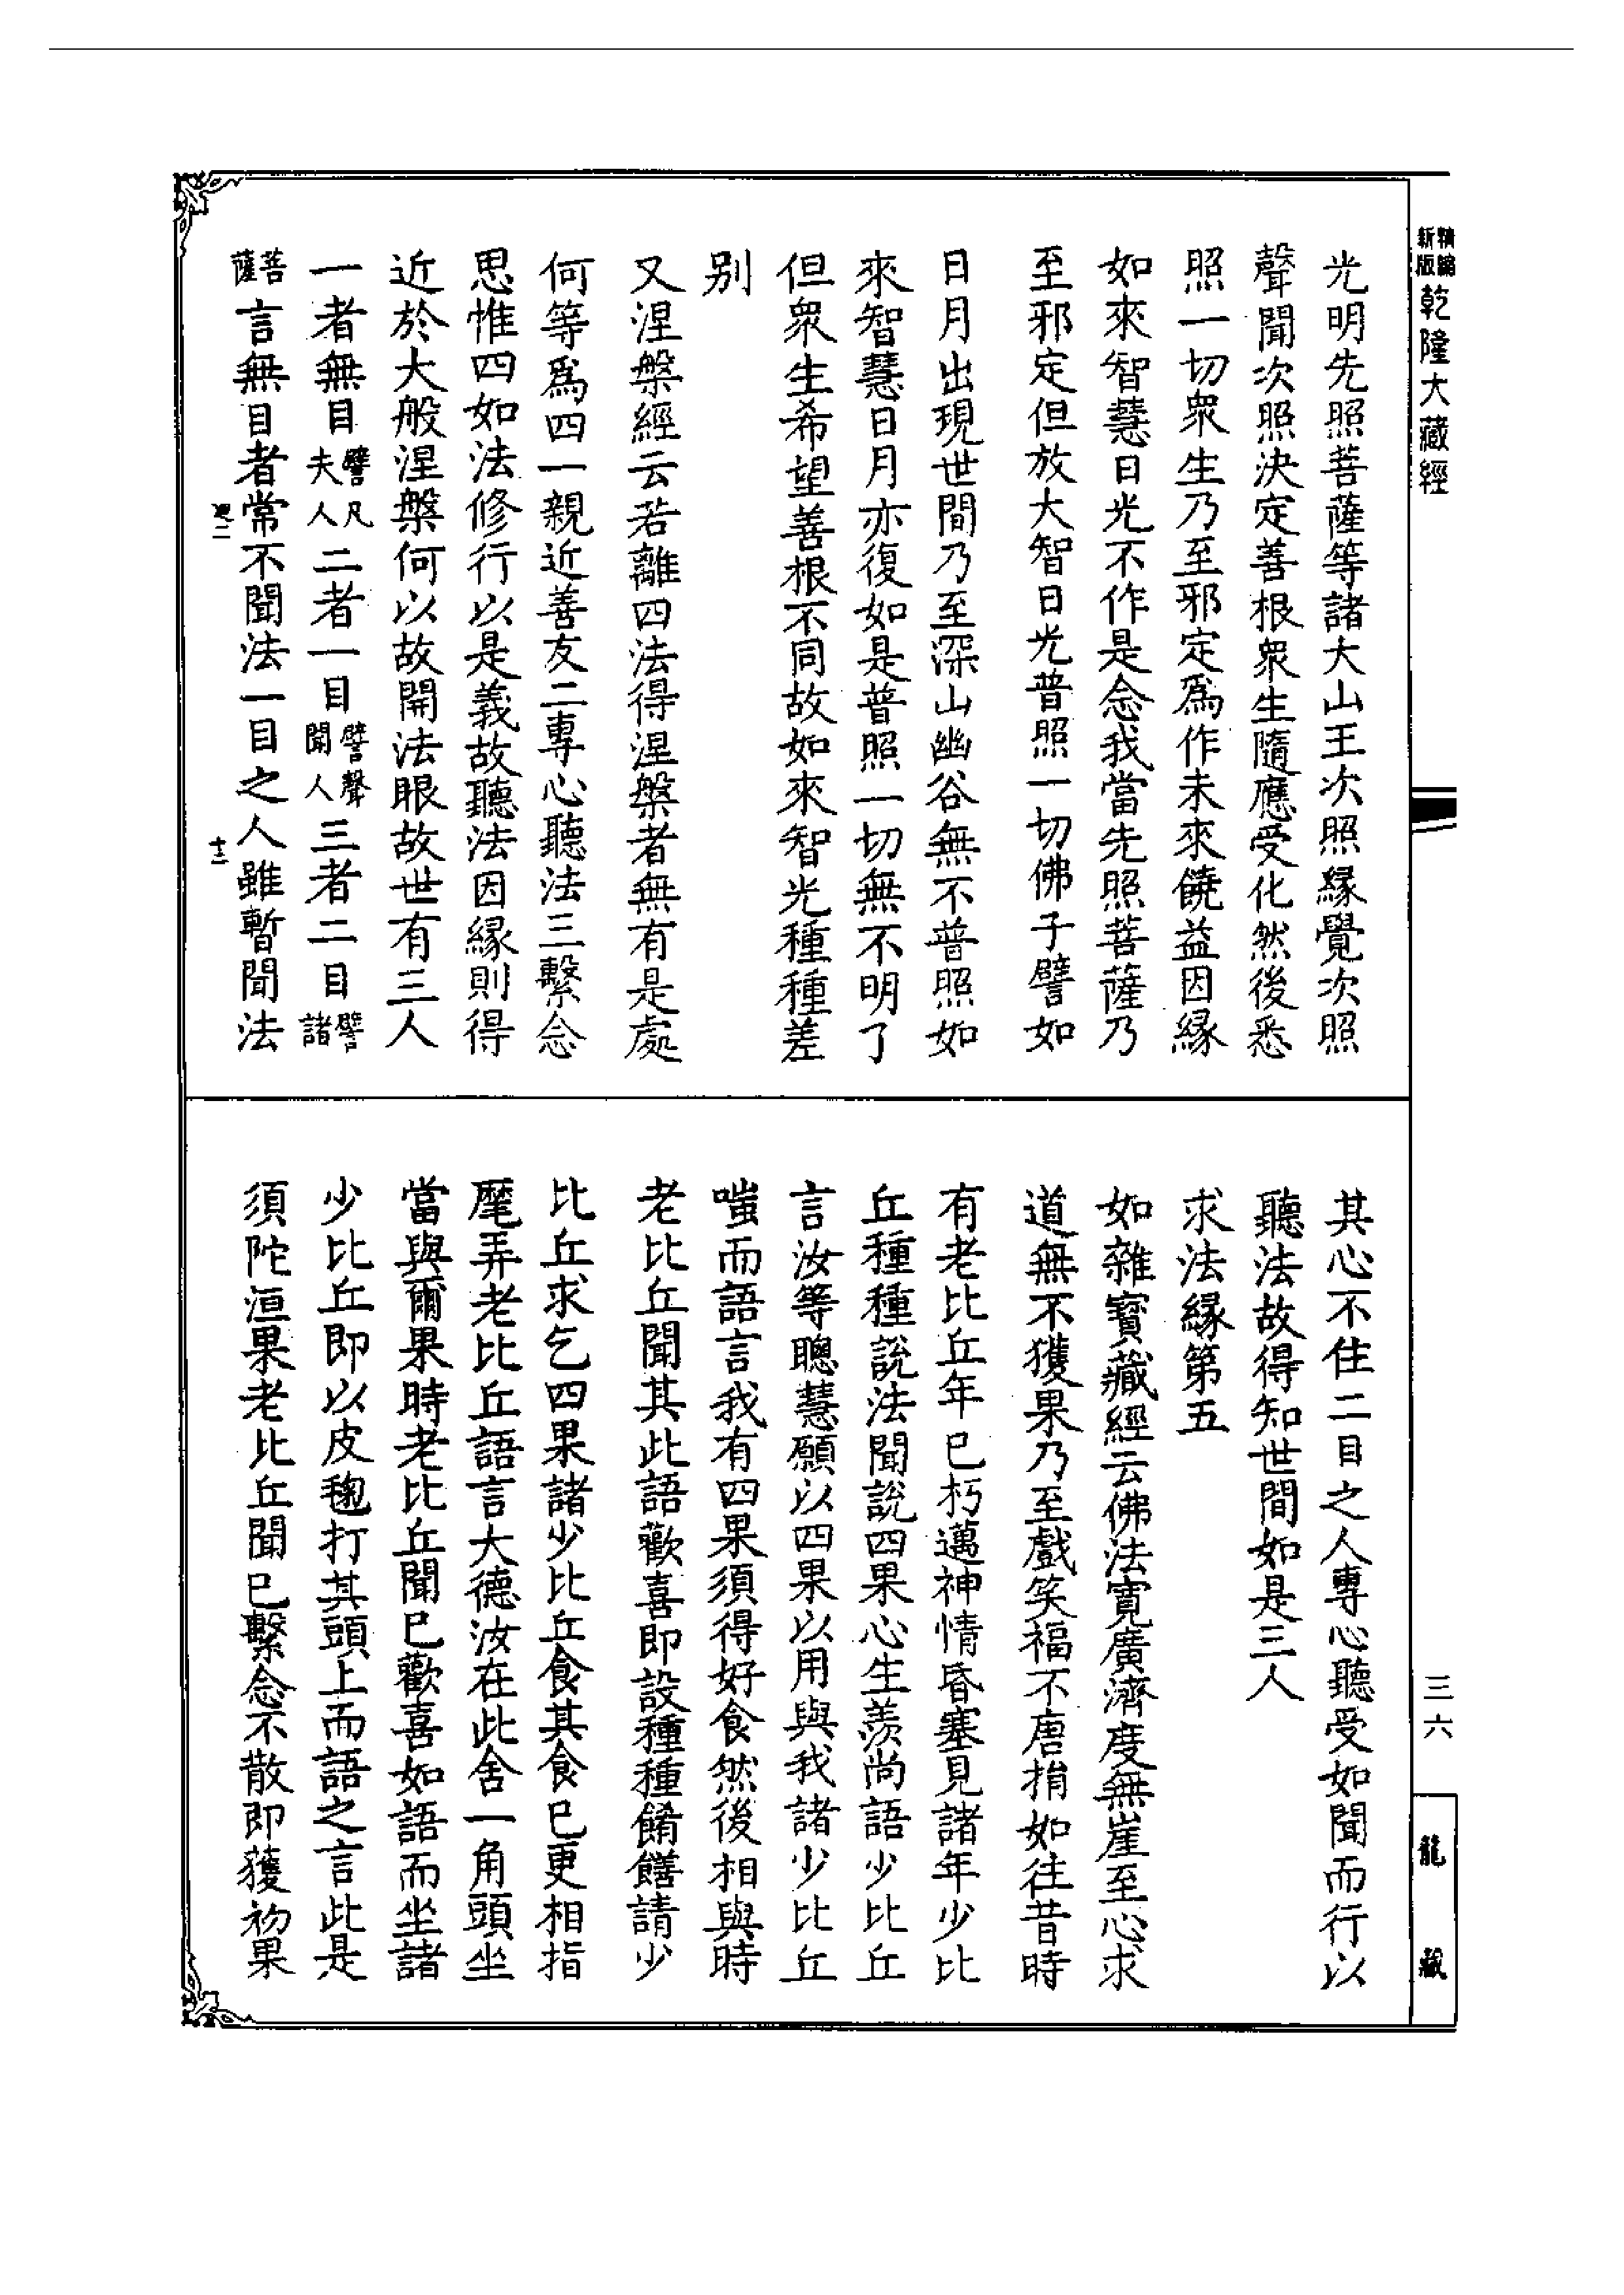 精縮新版乾隆大藏經
光明先照菩薩等諸大山王次照緣覺次照
聲聞次照決定善根衆生隨應受化然後悉
照一切衆生乃至邪定爲作未來饒益因緣
如來智慧日光不作是念我當先照菩薩乃
至邪定但放大智日光普照一切佛子譬如
日月出現世間乃至深山幽谷無不普照如
來智慧日月亦復如是普照一切無不明了
但衆生希望善根不同故如來智光種種差
別
又涅槃經云若離四法得涅槃者無有是處
何等爲四一親近善友二專心聽法三繫念
思惟四如法修行以是義故聽法因緣則得
近於大般涅槃何以故開法眼故世有三人
一者無目譬凡夫人二者一目譬聲聞人三者二目譬諸
菩薩言無目者常不聞法一目之人雖暫聞法
十二
其心不住二目之人專心聽受如聞而行以
聽法故得知世間如是三人
求法緣第五
如雜寶藏經云佛法寬廣濟度無崖至心求
道無不獲果乃至戲笑福不唐捐如往昔時
有老比丘年已朽邁神情昏塞見諸年少比
丘種種說法聞說四果心生羨尚語少比丘
言汝等聰慧願以四果以用與我諸少比丘
嗤而語言我有四果須得好食然後相與時
老比丘聞其此語歡喜即設種種餚饍請少
比丘求乞四果諸少比丘食其食已更相指
麾弄老比丘語言大德汝在此舍一角頭坐
當與爾果時老比丘聞已歡喜如語而坐諸
少比丘即以皮毱打其頭上而語之言此是
須陀洹果老比丘聞已繫念不散即獲初果
三六
龍藏